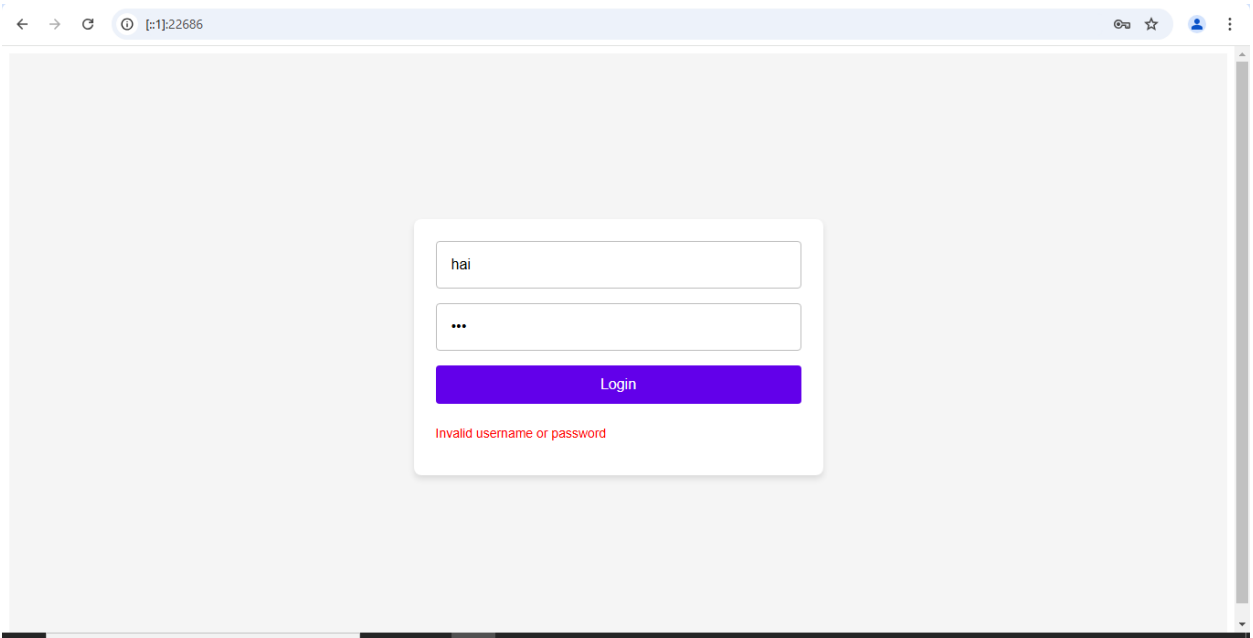 [::1]:22686
hai
•••
Login
Invalid username or password